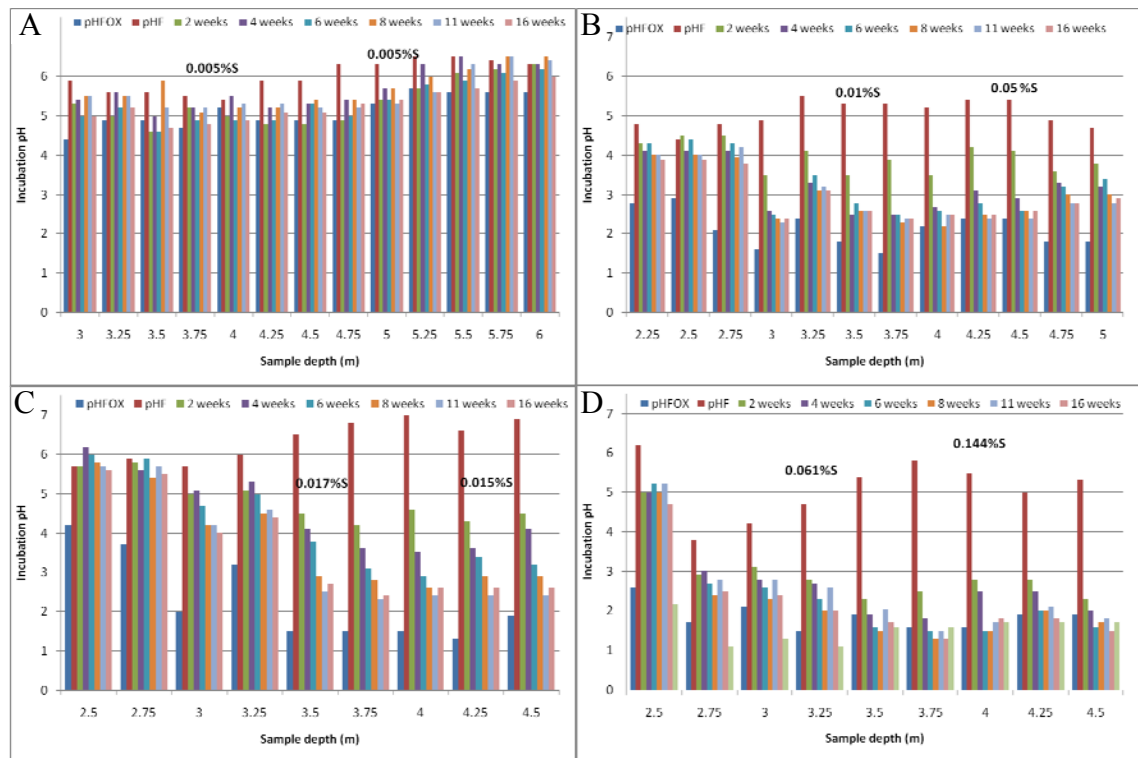 A
pHFOX pHF 2 weeks 4 weeks 6 weeks 8 weeks 11 weeks 16 weeks
0.005%S 0.005%S
6
5
4
3
2
1
0
Incubation pH
3 3.25 3.5 3.75 4 4.25 4.5 4.75 5 5.25 5.5 5.75 6
Sample depth (m)
B
pHFOX pHF 2 weeks 4 weeks 6 weeks 8 weeks 11 weeks 16 weeks
0.01%S 0.05%S
7
6
5
4
3
2
1
0
Incubation pH
2.25 2.5 2.75 3 3.25 3.5 3.75 4 4.25 4.5 4.75 5
Sample depth (m)
C
pHFOX pHF 2 weeks 4 weeks 6 weeks 8 weeks 11 weeks 16 weeks
0.017%S 0.015%S
7
6
5
4
3
2
1
0
Incubation pH
2.5 2.75 3 3.25 3.5 3.75 4 4.25 4.5
Sample depth (m)
D
pHFOX pHF 2 weeks 4 weeks 6 weeks 8 weeks 11 weeks 16 weeks
0.061%S 0.144%S
7
6
5
4
3
2
1
0
Incubation pH
2.5 2.75 3 3.25 3.5 3.75 4 4.25 4.5
Sample depth (m)